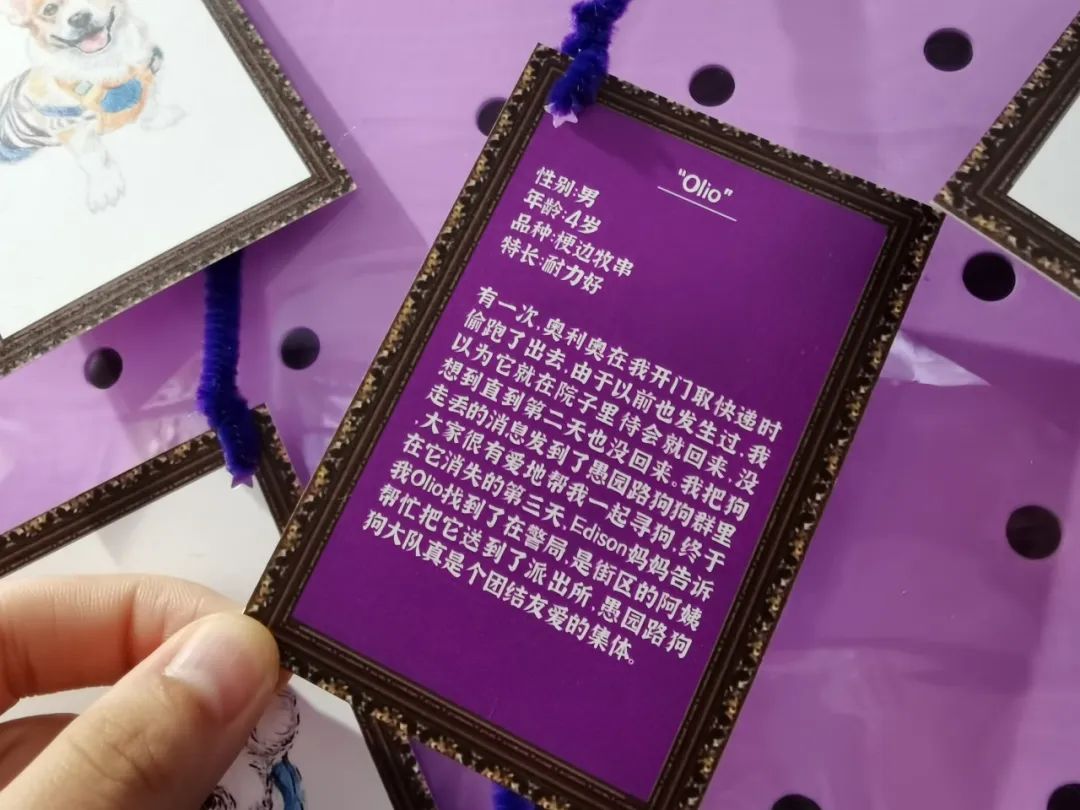 "Olio"
性别:男
年龄:4岁
品种:梗边牧串
特长:耐力好
有一次,奥利奥在我开门取快递时
偷跑了出去,由于以前也发生过,我
以为它就在院子里待会就回来,没
想到直到第二天也没回来。我把狗
走丢的消息发到了愚园路狗狗群里
,大家很有爱地帮我一起寻狗,终于
在它消失的第三天,Edison妈妈告诉
我Olio找到了在警局,是街区的阿姨
帮忙把它送到了派出所,愚园路狗
狗大队真是个团结友爱的集体。